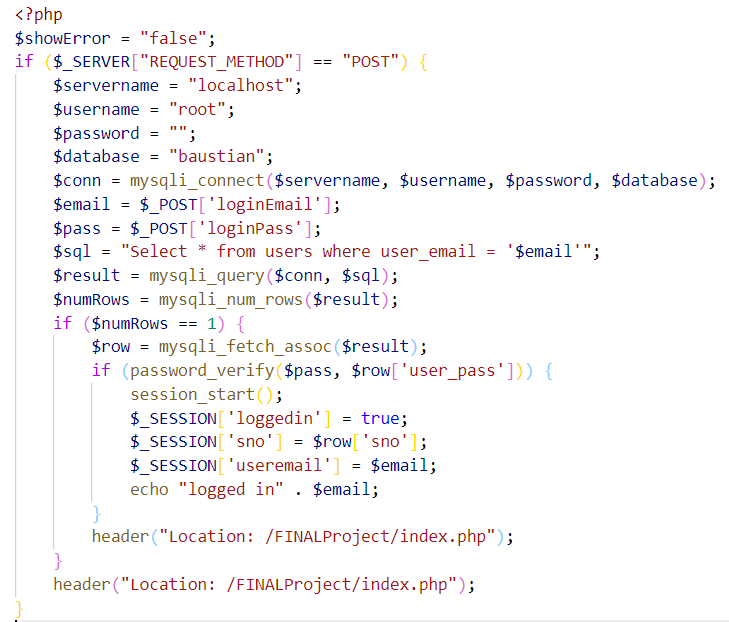 <?php
$showError = "false";
if ($_SERVER["REQUEST_METHOD"] == "POST") {
    $servername = "localhost";
    $username = "root";
    $password = "";
    $database = "baustian";
    $conn = mysqli_connect($servername, $username, $password, $database);
    $email = $_POST['loginEmail'];
    $pass = $_POST['loginPass'];
    $sql = "Select * from users where user_email = '$email'";
    $result = mysqli_query($conn, $sql);
    $numRows = mysqli_num_rows($result);
    if ($numRows == 1) {
        $row = mysqli_fetch_assoc($result);
        if (password_verify($pass, $row['user_pass'])) {
            session_start();
            $_SESSION['loggedin'] = true;
            $_SESSION['sno'] = $row['sno'];
            $_SESSION['useremail'] = $email;
            echo "logged in" . $email;
        }
        header("Location: /FINALProject/index.php");
    }
    header("Location: /FINALProject/index.php");
}